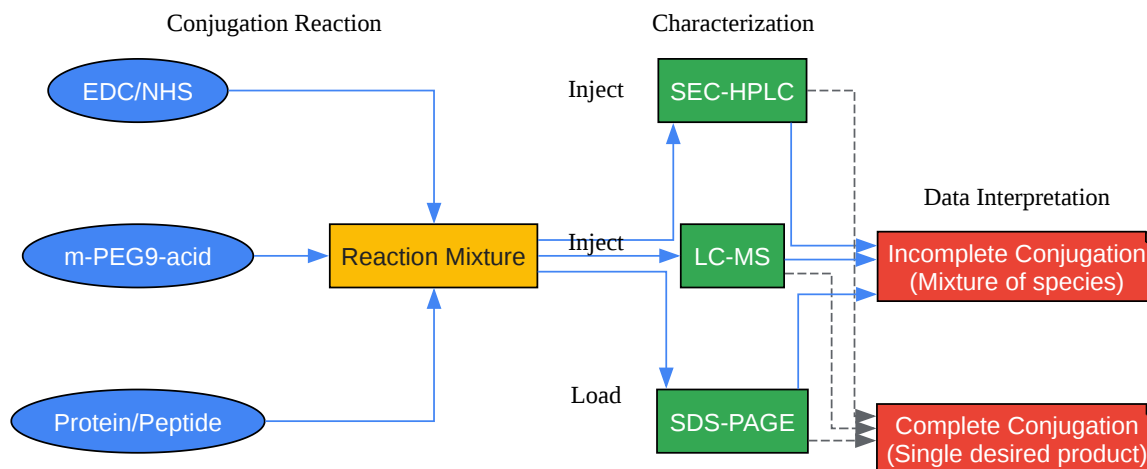 Conjugation Reaction
Characterization
EDC/NHS
Inject
SEC-HPLC
Data Interpretation
m-PEG9-acid
Reaction Mixture
Inject
LC-MS
Incomplete Conjugation
(Mixture of species)
Protein/Peptide
Load
SDS-PAGE
Complete Conjugation
(Single desired product)